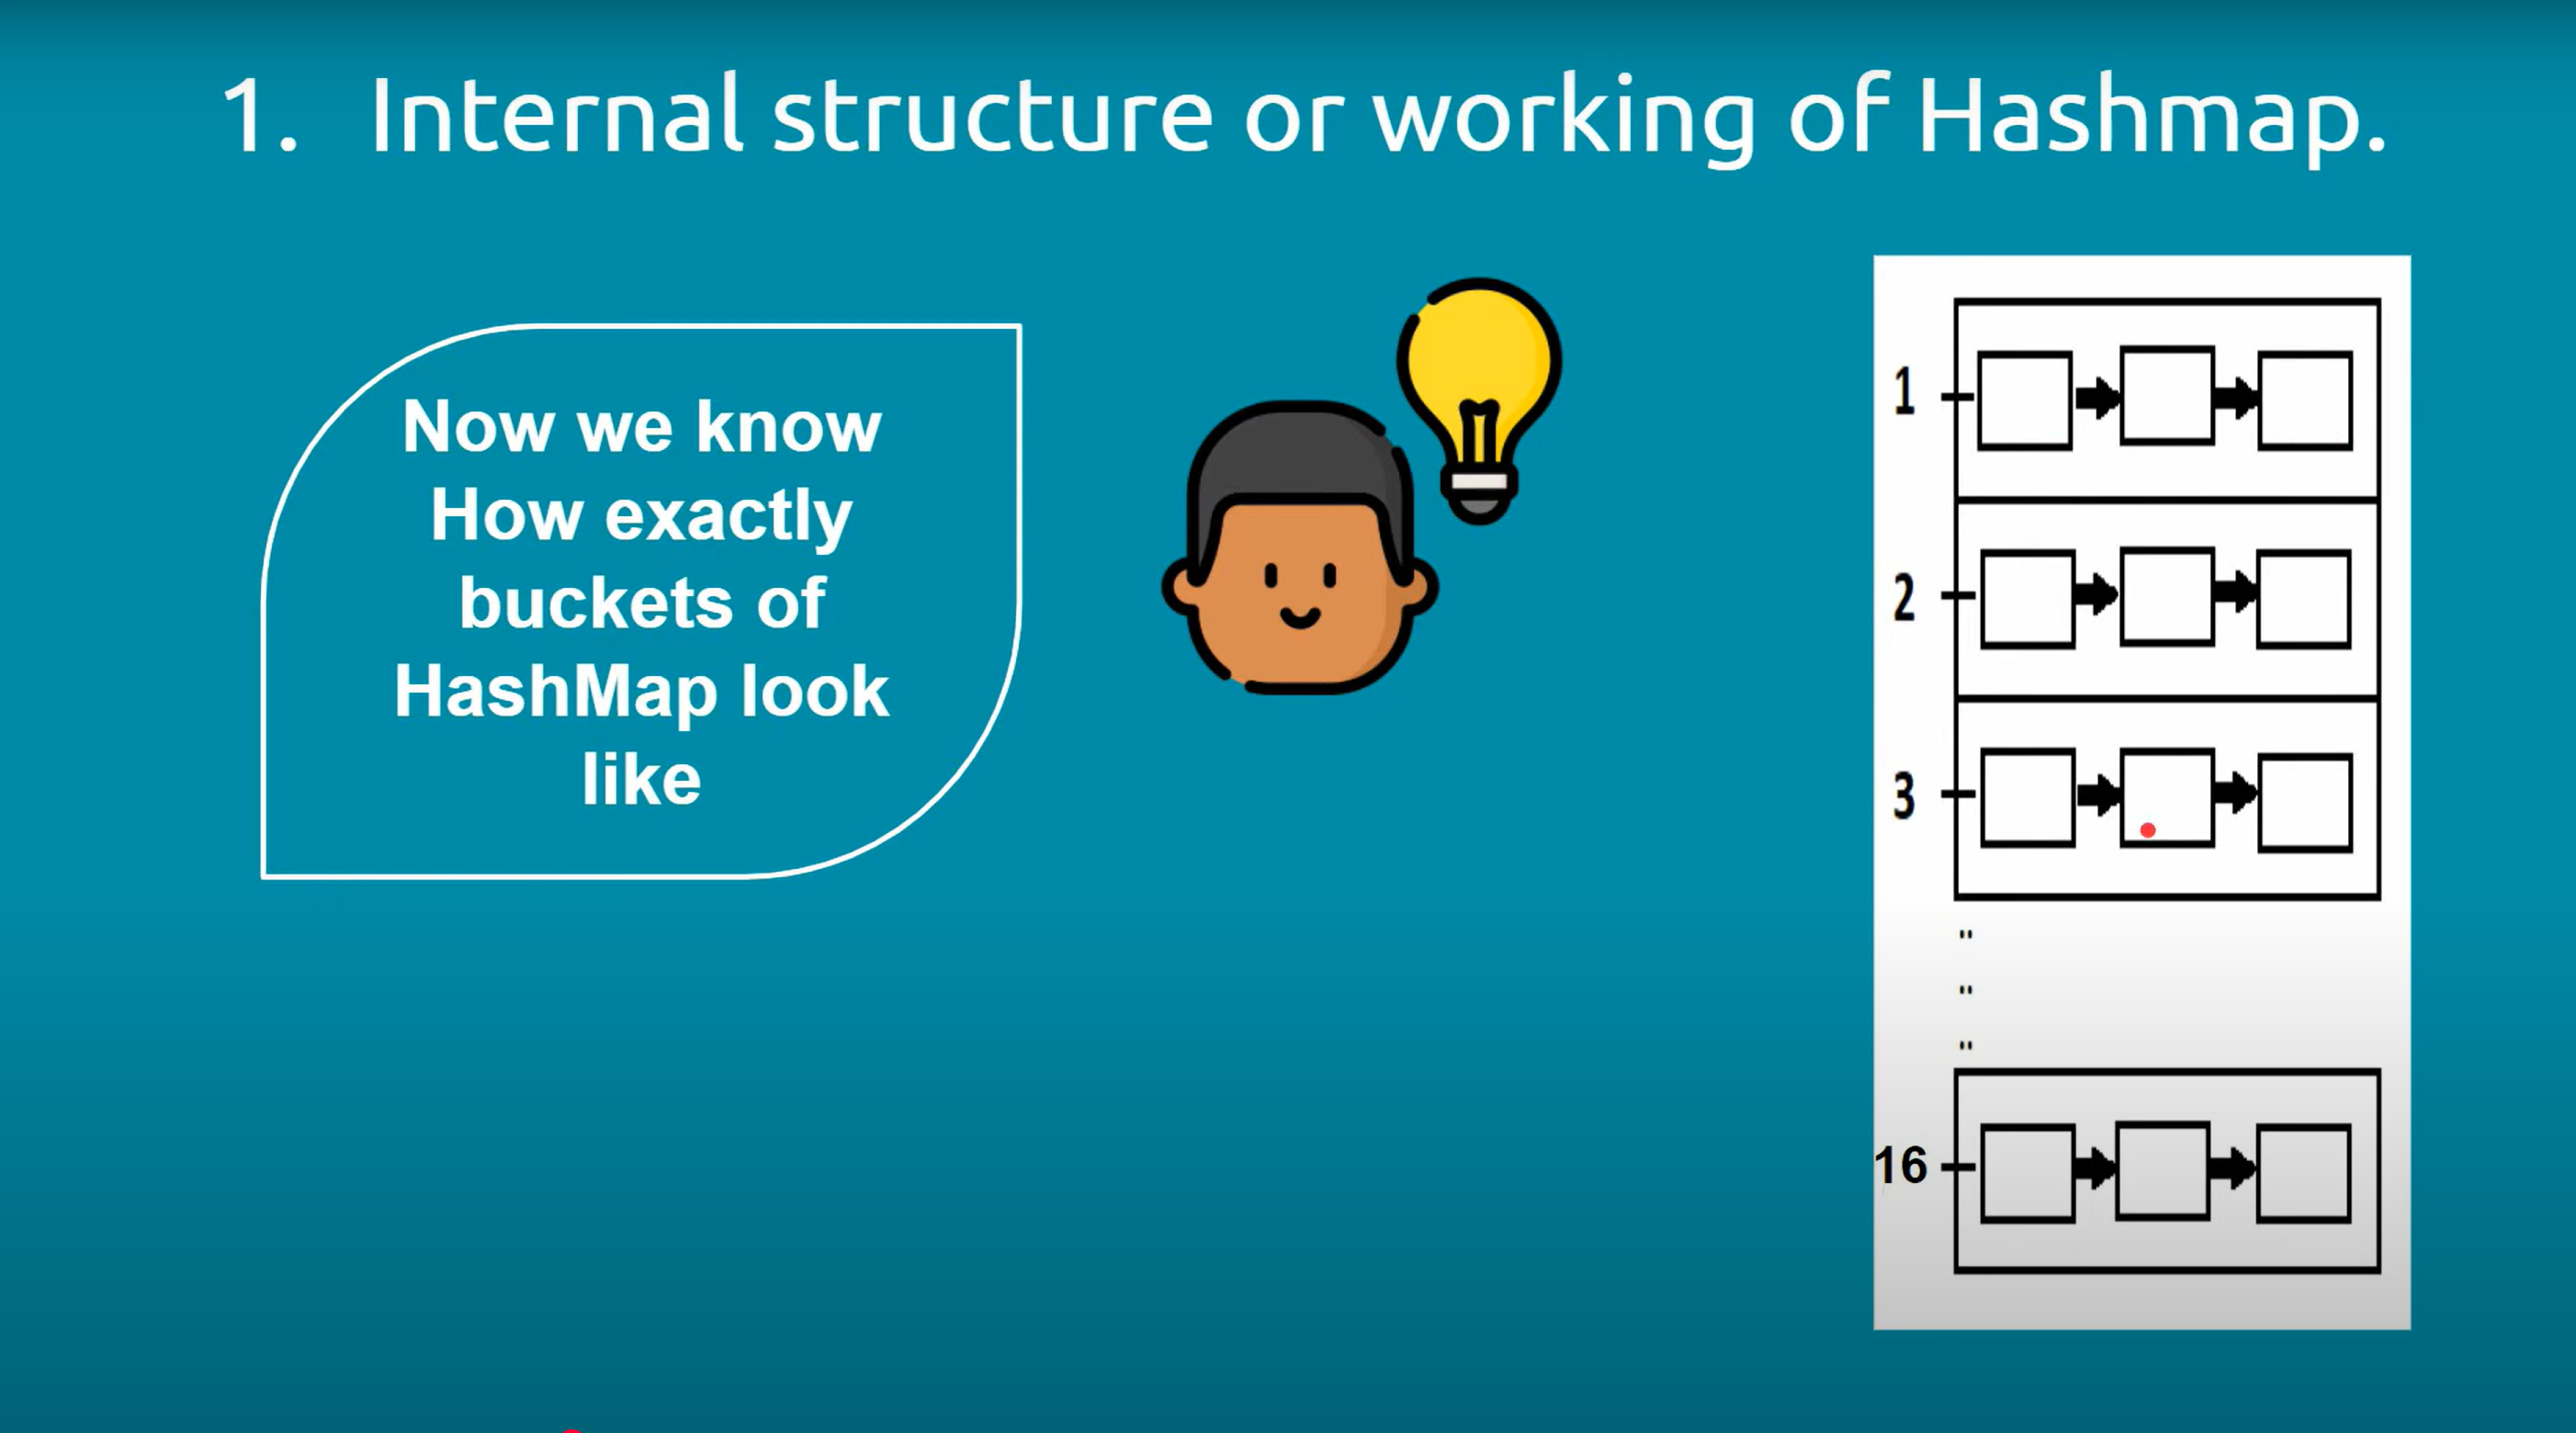 1. Internal structure or working of Hashmap.
Now we know
How exactly
buckets of
HashMap look
like
1
2
3
..
..
..
16